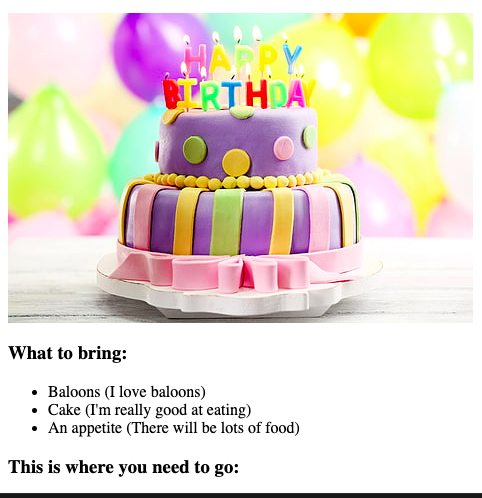 HAPPY
BIRTHDAY
What to bring:
Baloons (I love baloons)
Cake (I'm really good at eating)
An appetite (There will be lots of food)
This is where you need to go: